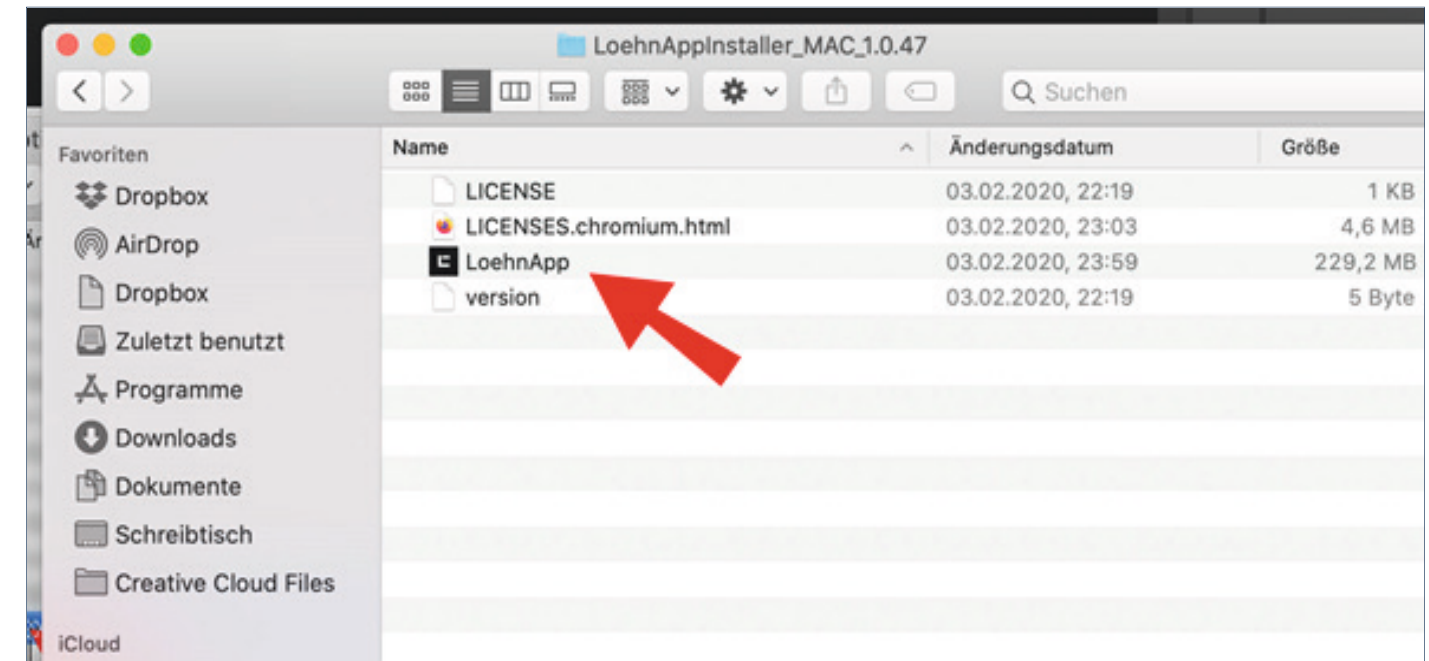 LoehnAppInstaller_MAC_1.0.47
Suchen
Favoriten
Dropbox
AirDrop
Dropbox
Zuletzt benutzt
Programme
Downloads
Dokumente
Schreibtisch
Creative Cloud Files
iCloud
Name Änderungsdatum Größe
LICENSE 03.02.2020, 22:19 1 KB
LICENSES.chromium.html 03.02.2020, 23:03 4,6 MB
LoehnApp 03.02.2020, 23:59 229,2 MB
version 03.02.2020, 22:19 5 Byte